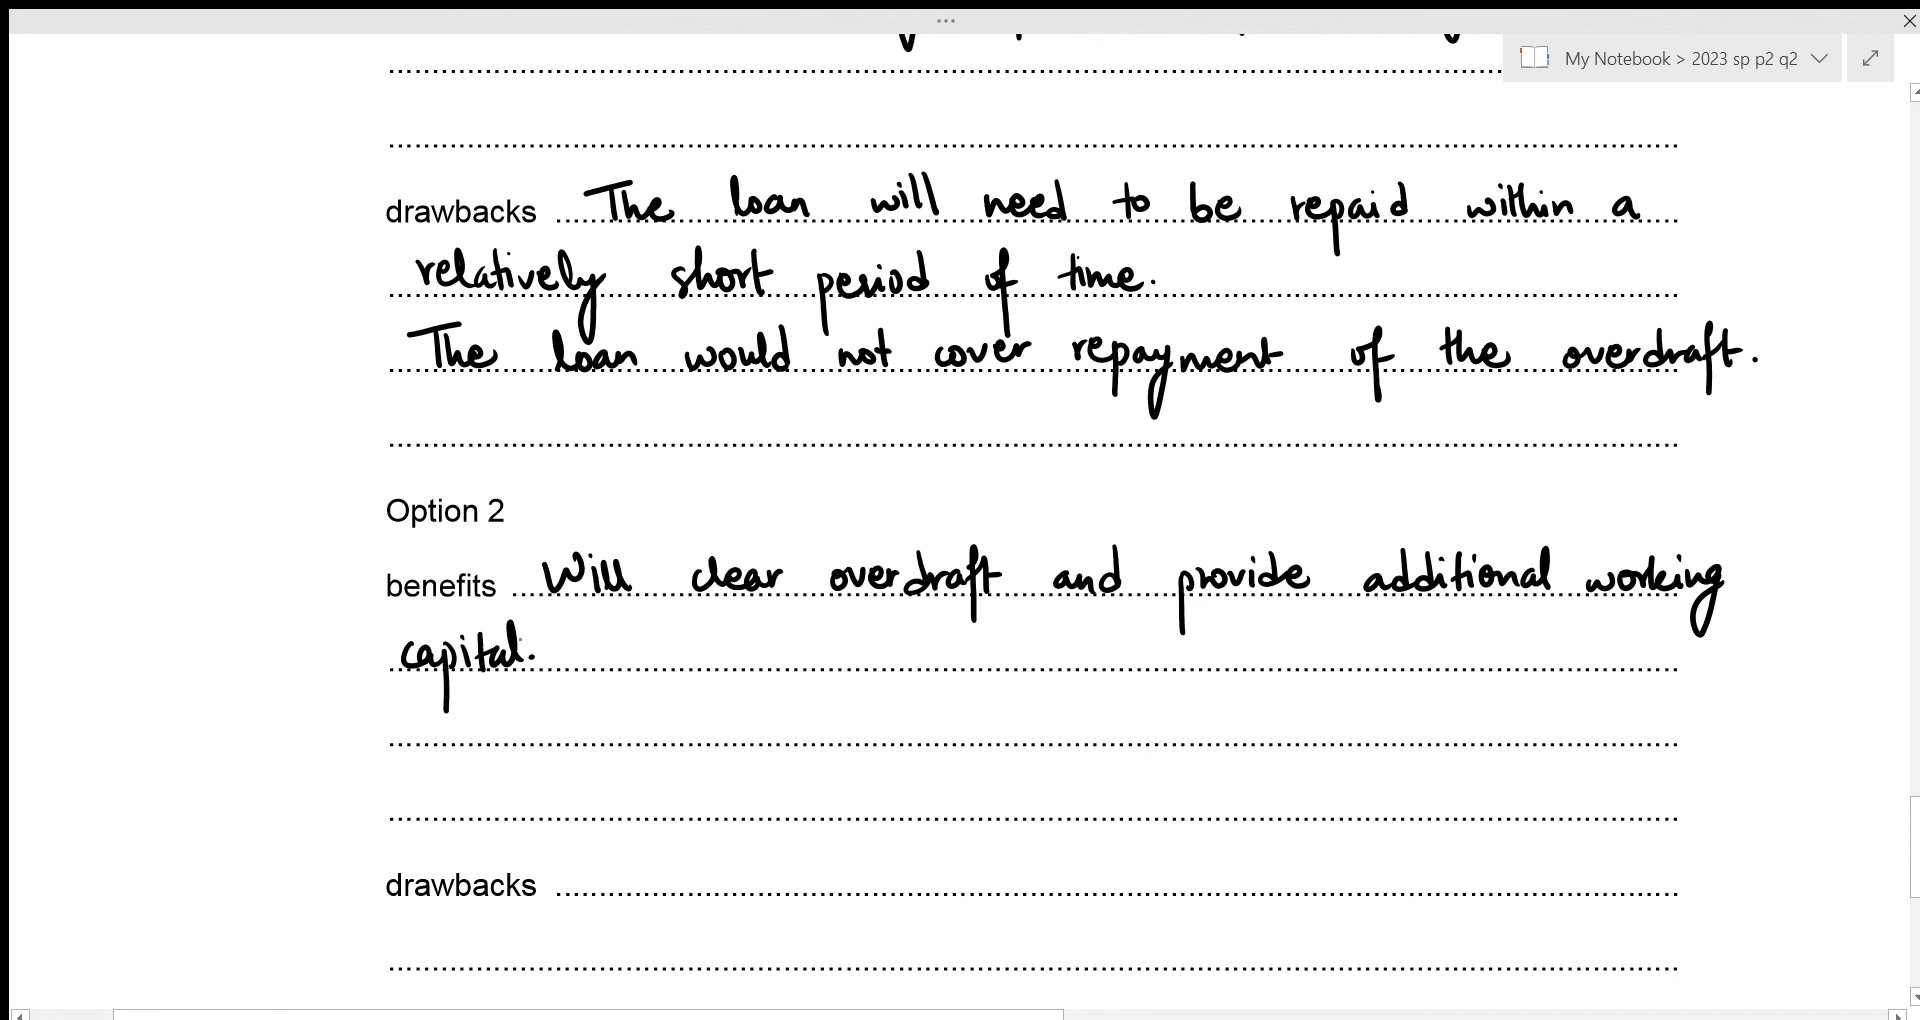 My Notebook > 2023 sp p2 q2
drawbacks The loan will need to be repaid within a
relatively short period of time.
The loan would not cover repayment of the overdraft.
Option 2
benefits Will clear overdraft and provide additional working
capital.
drawbacks